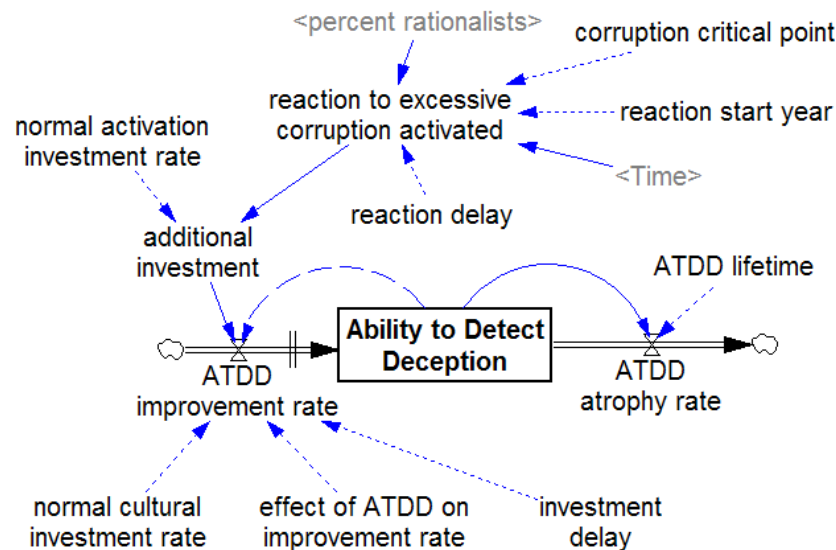 <percent rationalists>
corruption critical point
reaction to excessive
corruption activated
reaction start year
normal activation
investment rate
<Time>
reaction delay
additional
investment
ATDD lifetime
Ability to Detect
Deception
ATDD
improvement rate
ATDD
atrophy rate
normal cultural
investment rate
effect of ATDD on
improvement rate
investment
delay